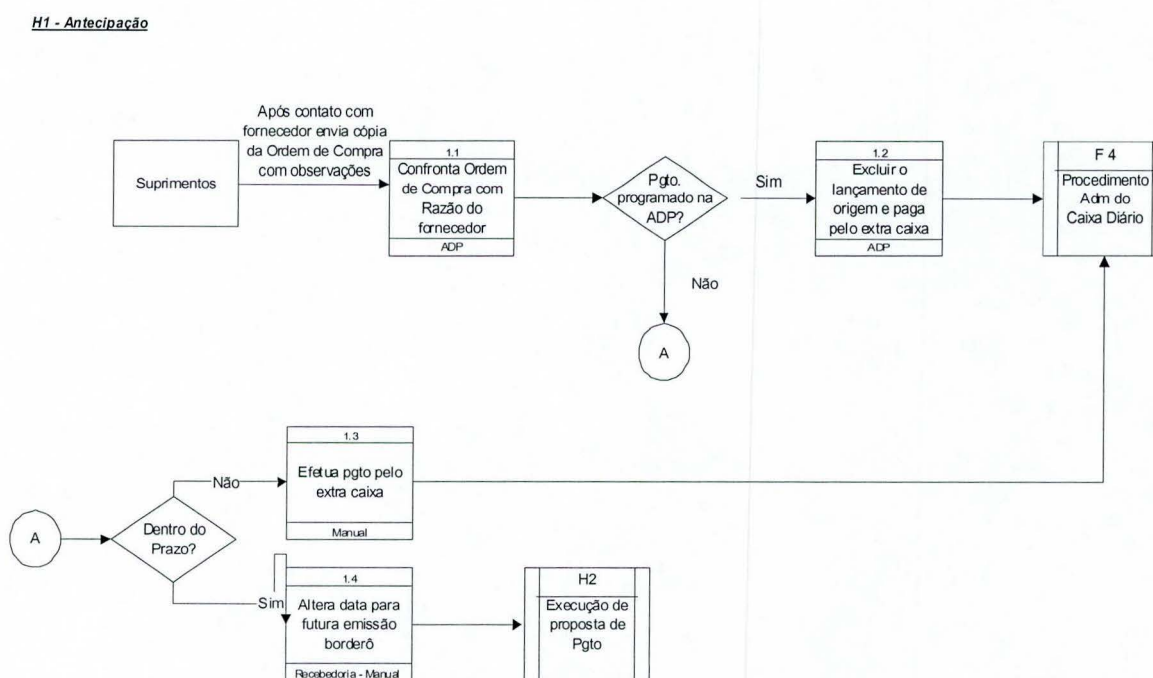 H1 - Antecipação
Após contato com
fornecedor envia cópia
da Ordem de Compra
com observações
Suprimentos
1.1
Confronta Ordem
de Compra com
Razão do
fornecedor
ADP
Pgto.
programado na
ADP?
Sim
1.2
Excluir o
lançamento de
origem e paga
pelo extra caixa
ADP
F 4
Procedimento
Adm do
Caixa Diário
Não
A
1.3
Efetua pgto pelo
extra caixa
Manual
Não
A
Dentro do
Prazo?
Sim
1.4
Altera data para
futura emissão
borderô
Recebedoria - Manual
H2
Execução de
proposta de
Pgto